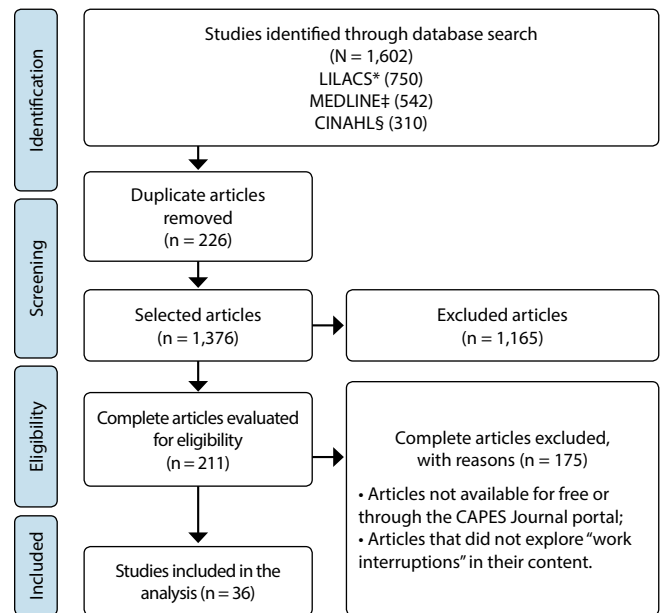 Identification
Studies identified through database search
(N = 1,602)
LILACS* (750)
MEDLINE‡ (542)
CINAHL§ (310)
Duplicate articles
removed
(n = 226)
Screening
Selected articles
(n = 1,376)
Excluded articles
(n = 1,165)
Eligibility
Complete articles evaluated
for eligibility
(n = 211)
Complete articles excluded,
with reasons (n = 175)
• Articles not available for free or
through the CAPES Journal portal;
• Articles that did not explore “work
interruptions” in their content.
Included
Studies included in the
analysis (n = 36)